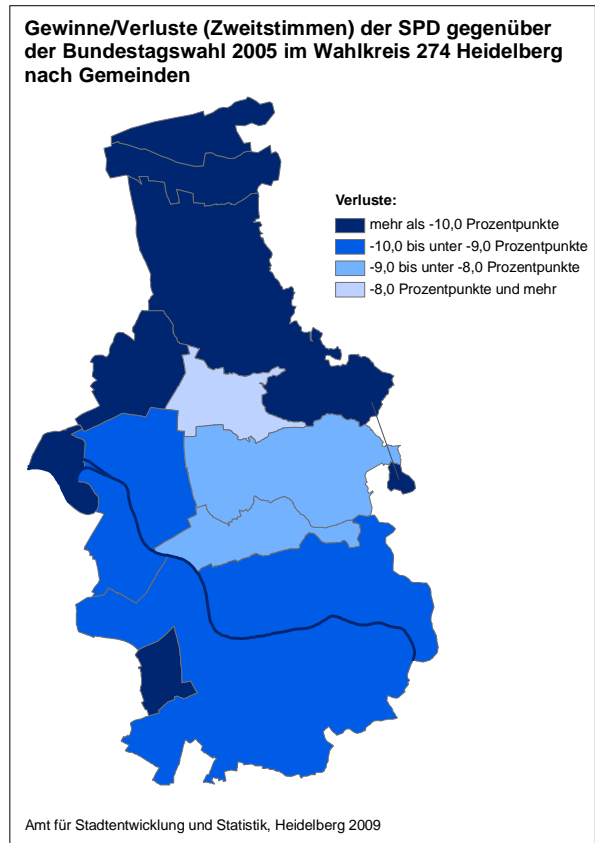 Gewinne/Verluste (Zweitstimmen) der SPD gegenüber
der Bundestagswahl 2005 im Wahlkreis 274 Heidelberg
nach Gemeinden
Verluste:
mehr als -10,0 Prozentpunkte
-10,0 bis unter -9,0 Prozentpunkte
-9,0 bis unter -8,0 Prozentpunkte
-8,0 Prozentpunkte und mehr
Amt für Stadtentwicklung und Statistik, Heidelberg 2009